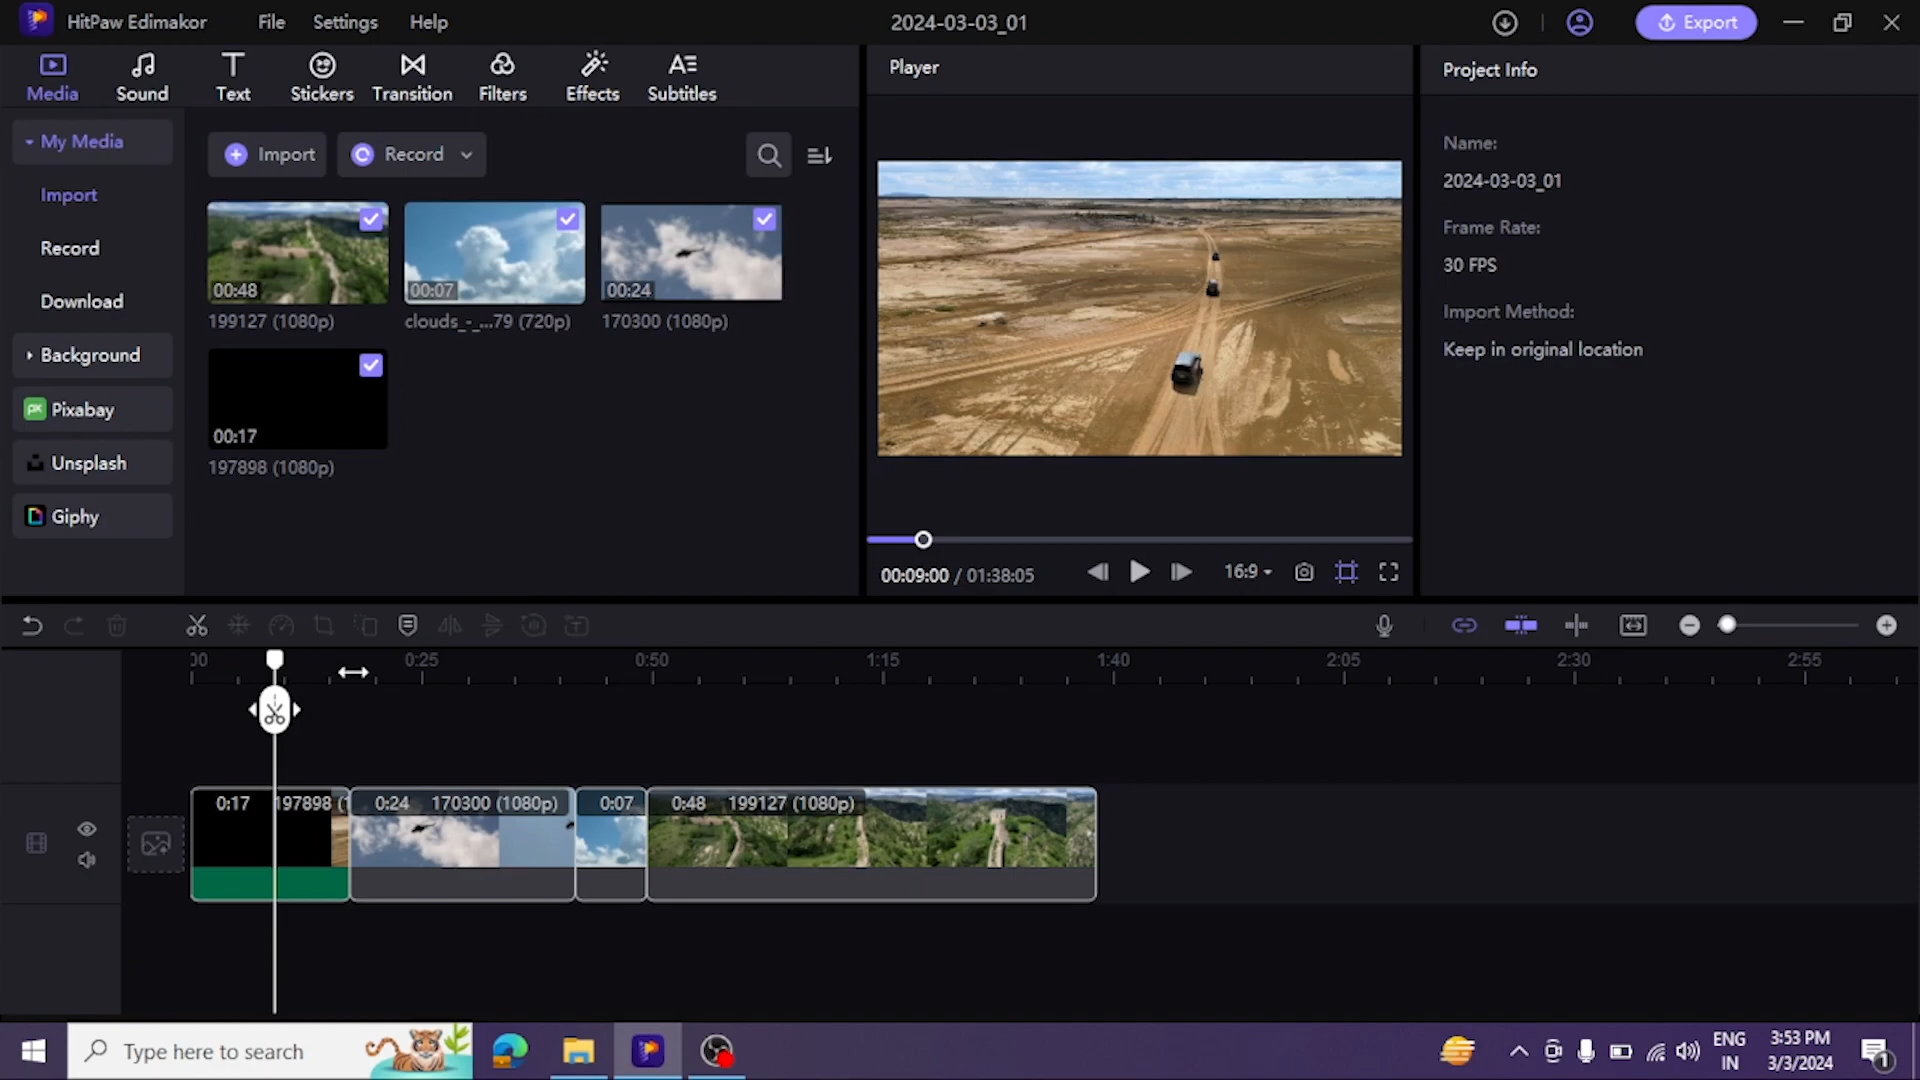 HitPaw Edimakor
File
Settings
Help
2024-03-03_01
Export
Media
Sound
Text
Stickers
Transition
Filters
Effects
Subtitles
My Media
Import
Record
Download
Background
Pixabay
Unsplash
Giphy
Import
Record
00:48
199127 (1080p)
00:07
clouds_-_...79 (720p)
00:24
170300 (1080p)
00:17
197898 (1080p)
Player
00:09:00 / 01:38:05
16:9
Project Info
Name:
2024-03-03_01
Frame Rate:
30 FPS
Import Method:
Keep in original location
00
0:25
0:50
1:15
1:40
2:05
2:30
2:55
0:17 197898 (1
0:24 170300 (1080p)
0:07
0:48 199127 (1080p)
Type here to search
ENG
IN
3:53 PM
3/3/2024
1